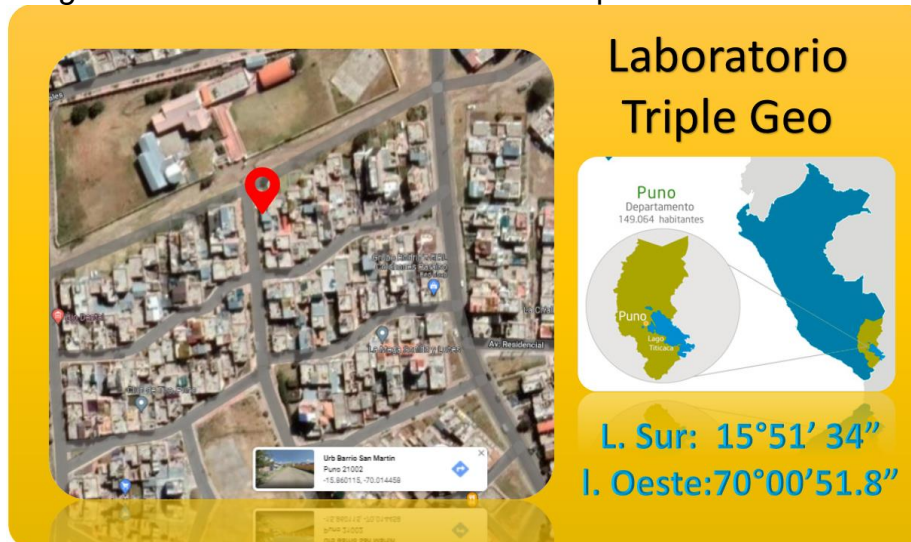 Laboratorio
Triple Geo
Puno
Departamento
149.064 habitantes
Puno
Lago
Titicaca
Av. Residencial
Urb Barrio San Martin
Puno 21002
-15.860115, -70.014458
L. Sur: 15°51' 34”
l. Oeste:70°00’51.8”